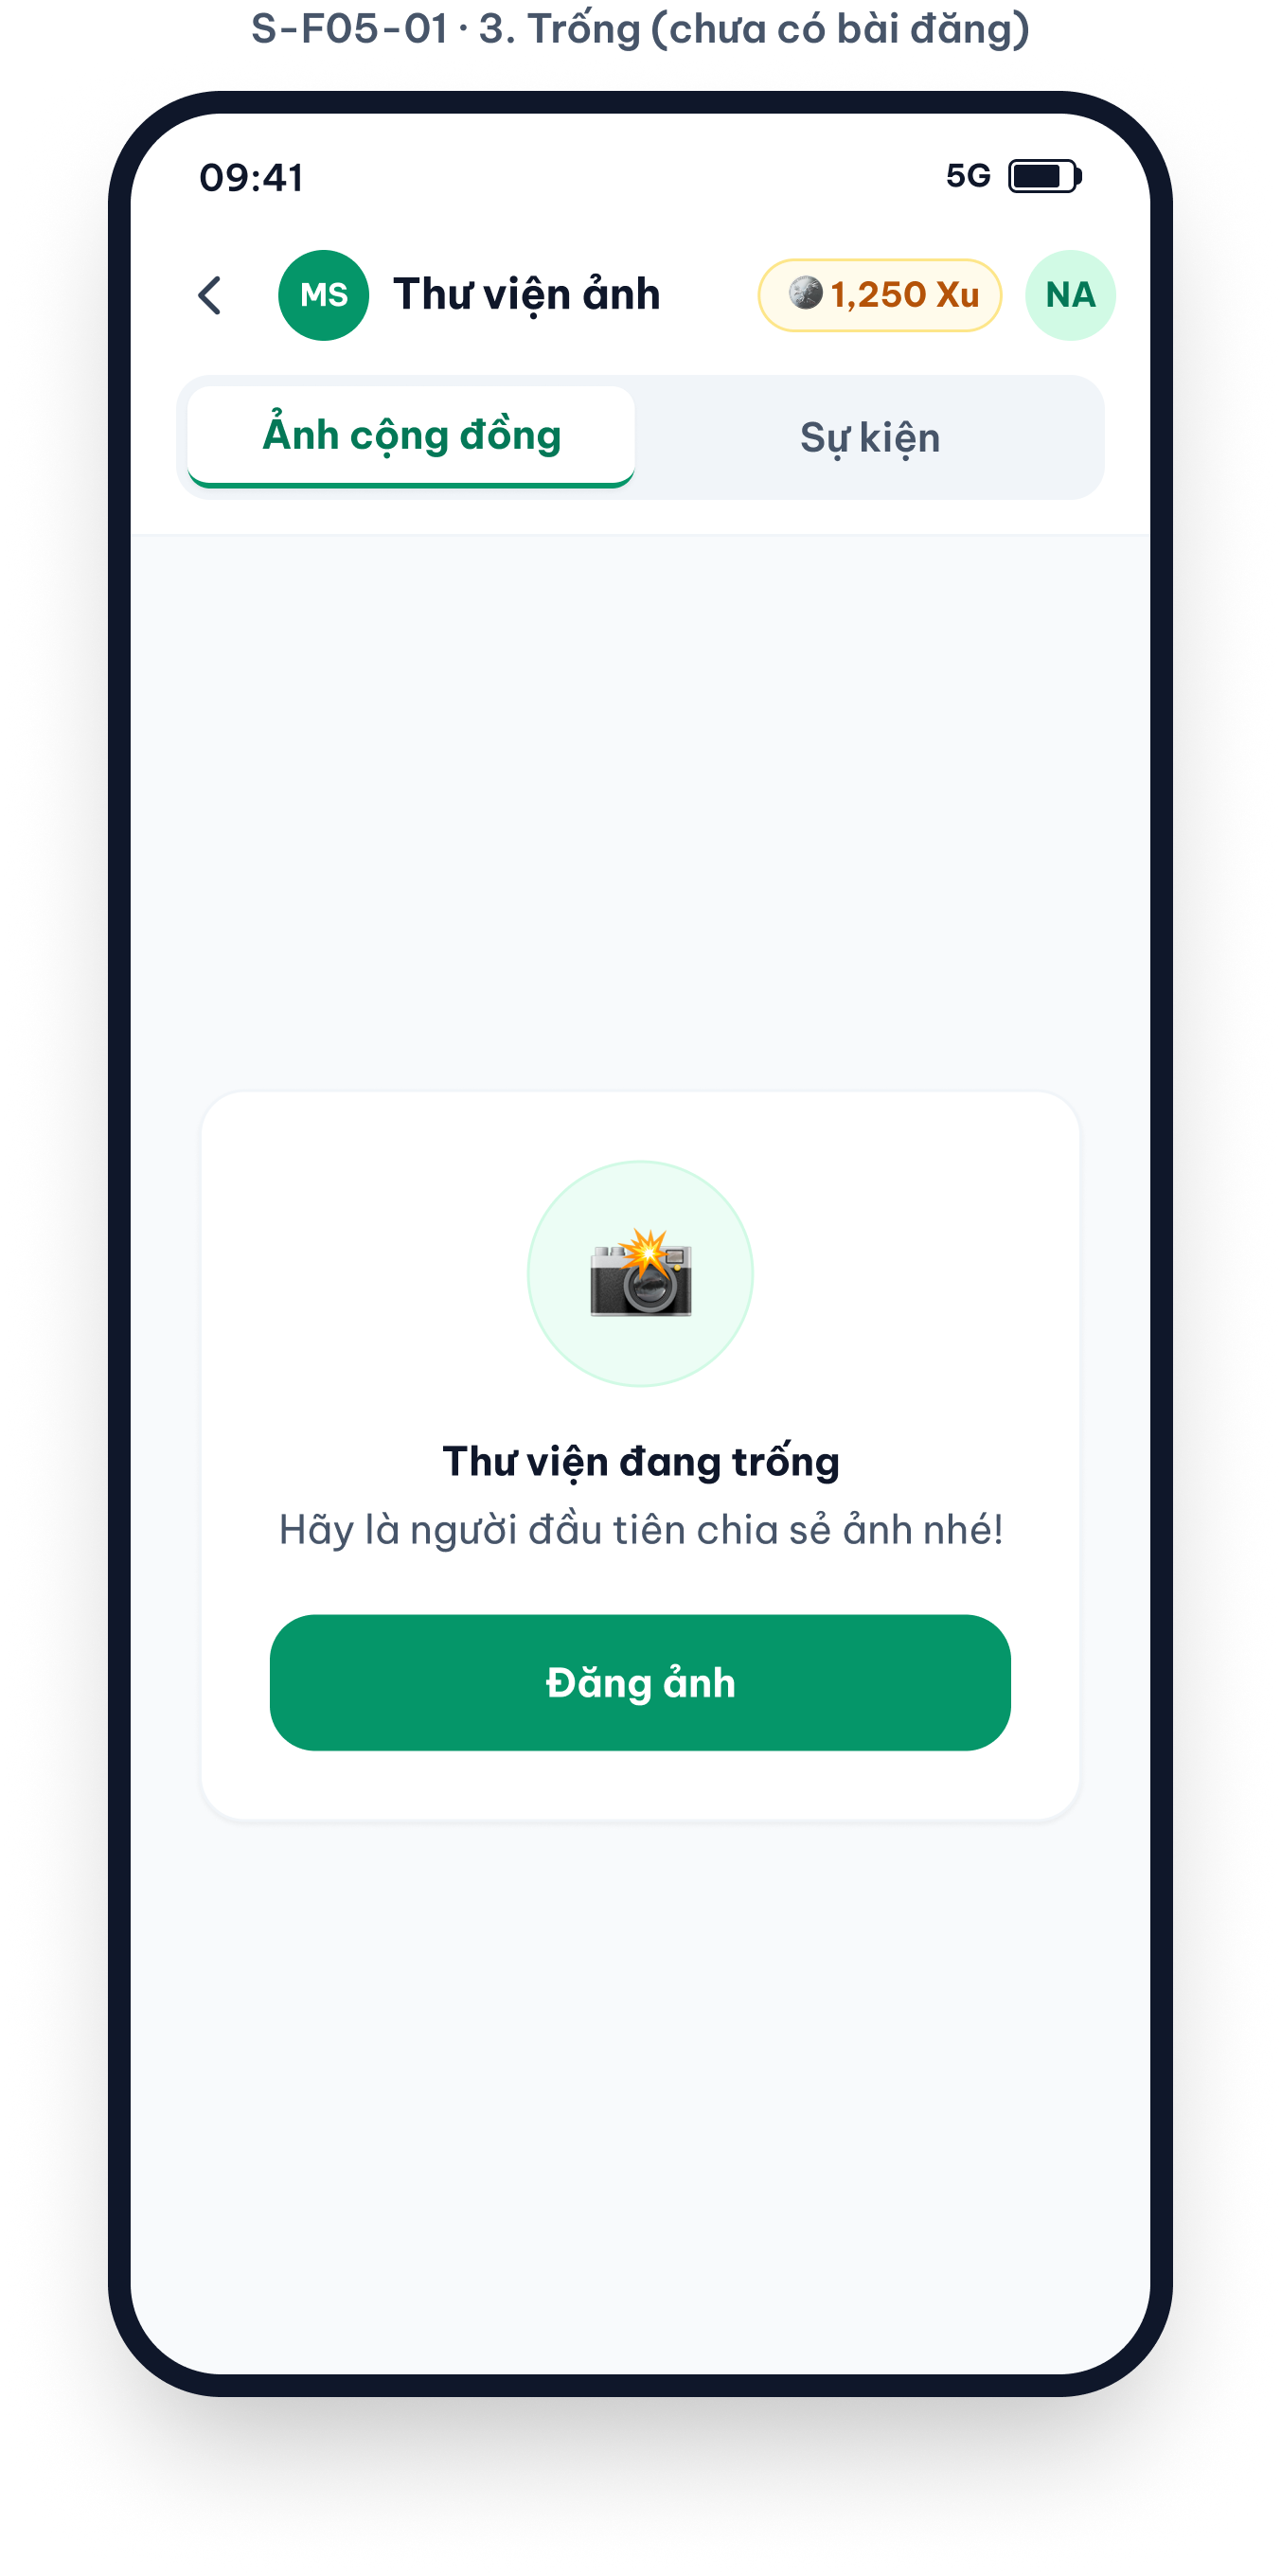 S-F05-01 · 3. Trống (chưa có bài đăng)
09:41 5G
MS Thư viện ảnh 1,250 Xu NA
Ảnh cộng đồng Sự kiện
Thư viện đang trống
Hãy là người đầu tiên chia sẻ ảnh nhé!
Đăng ảnh